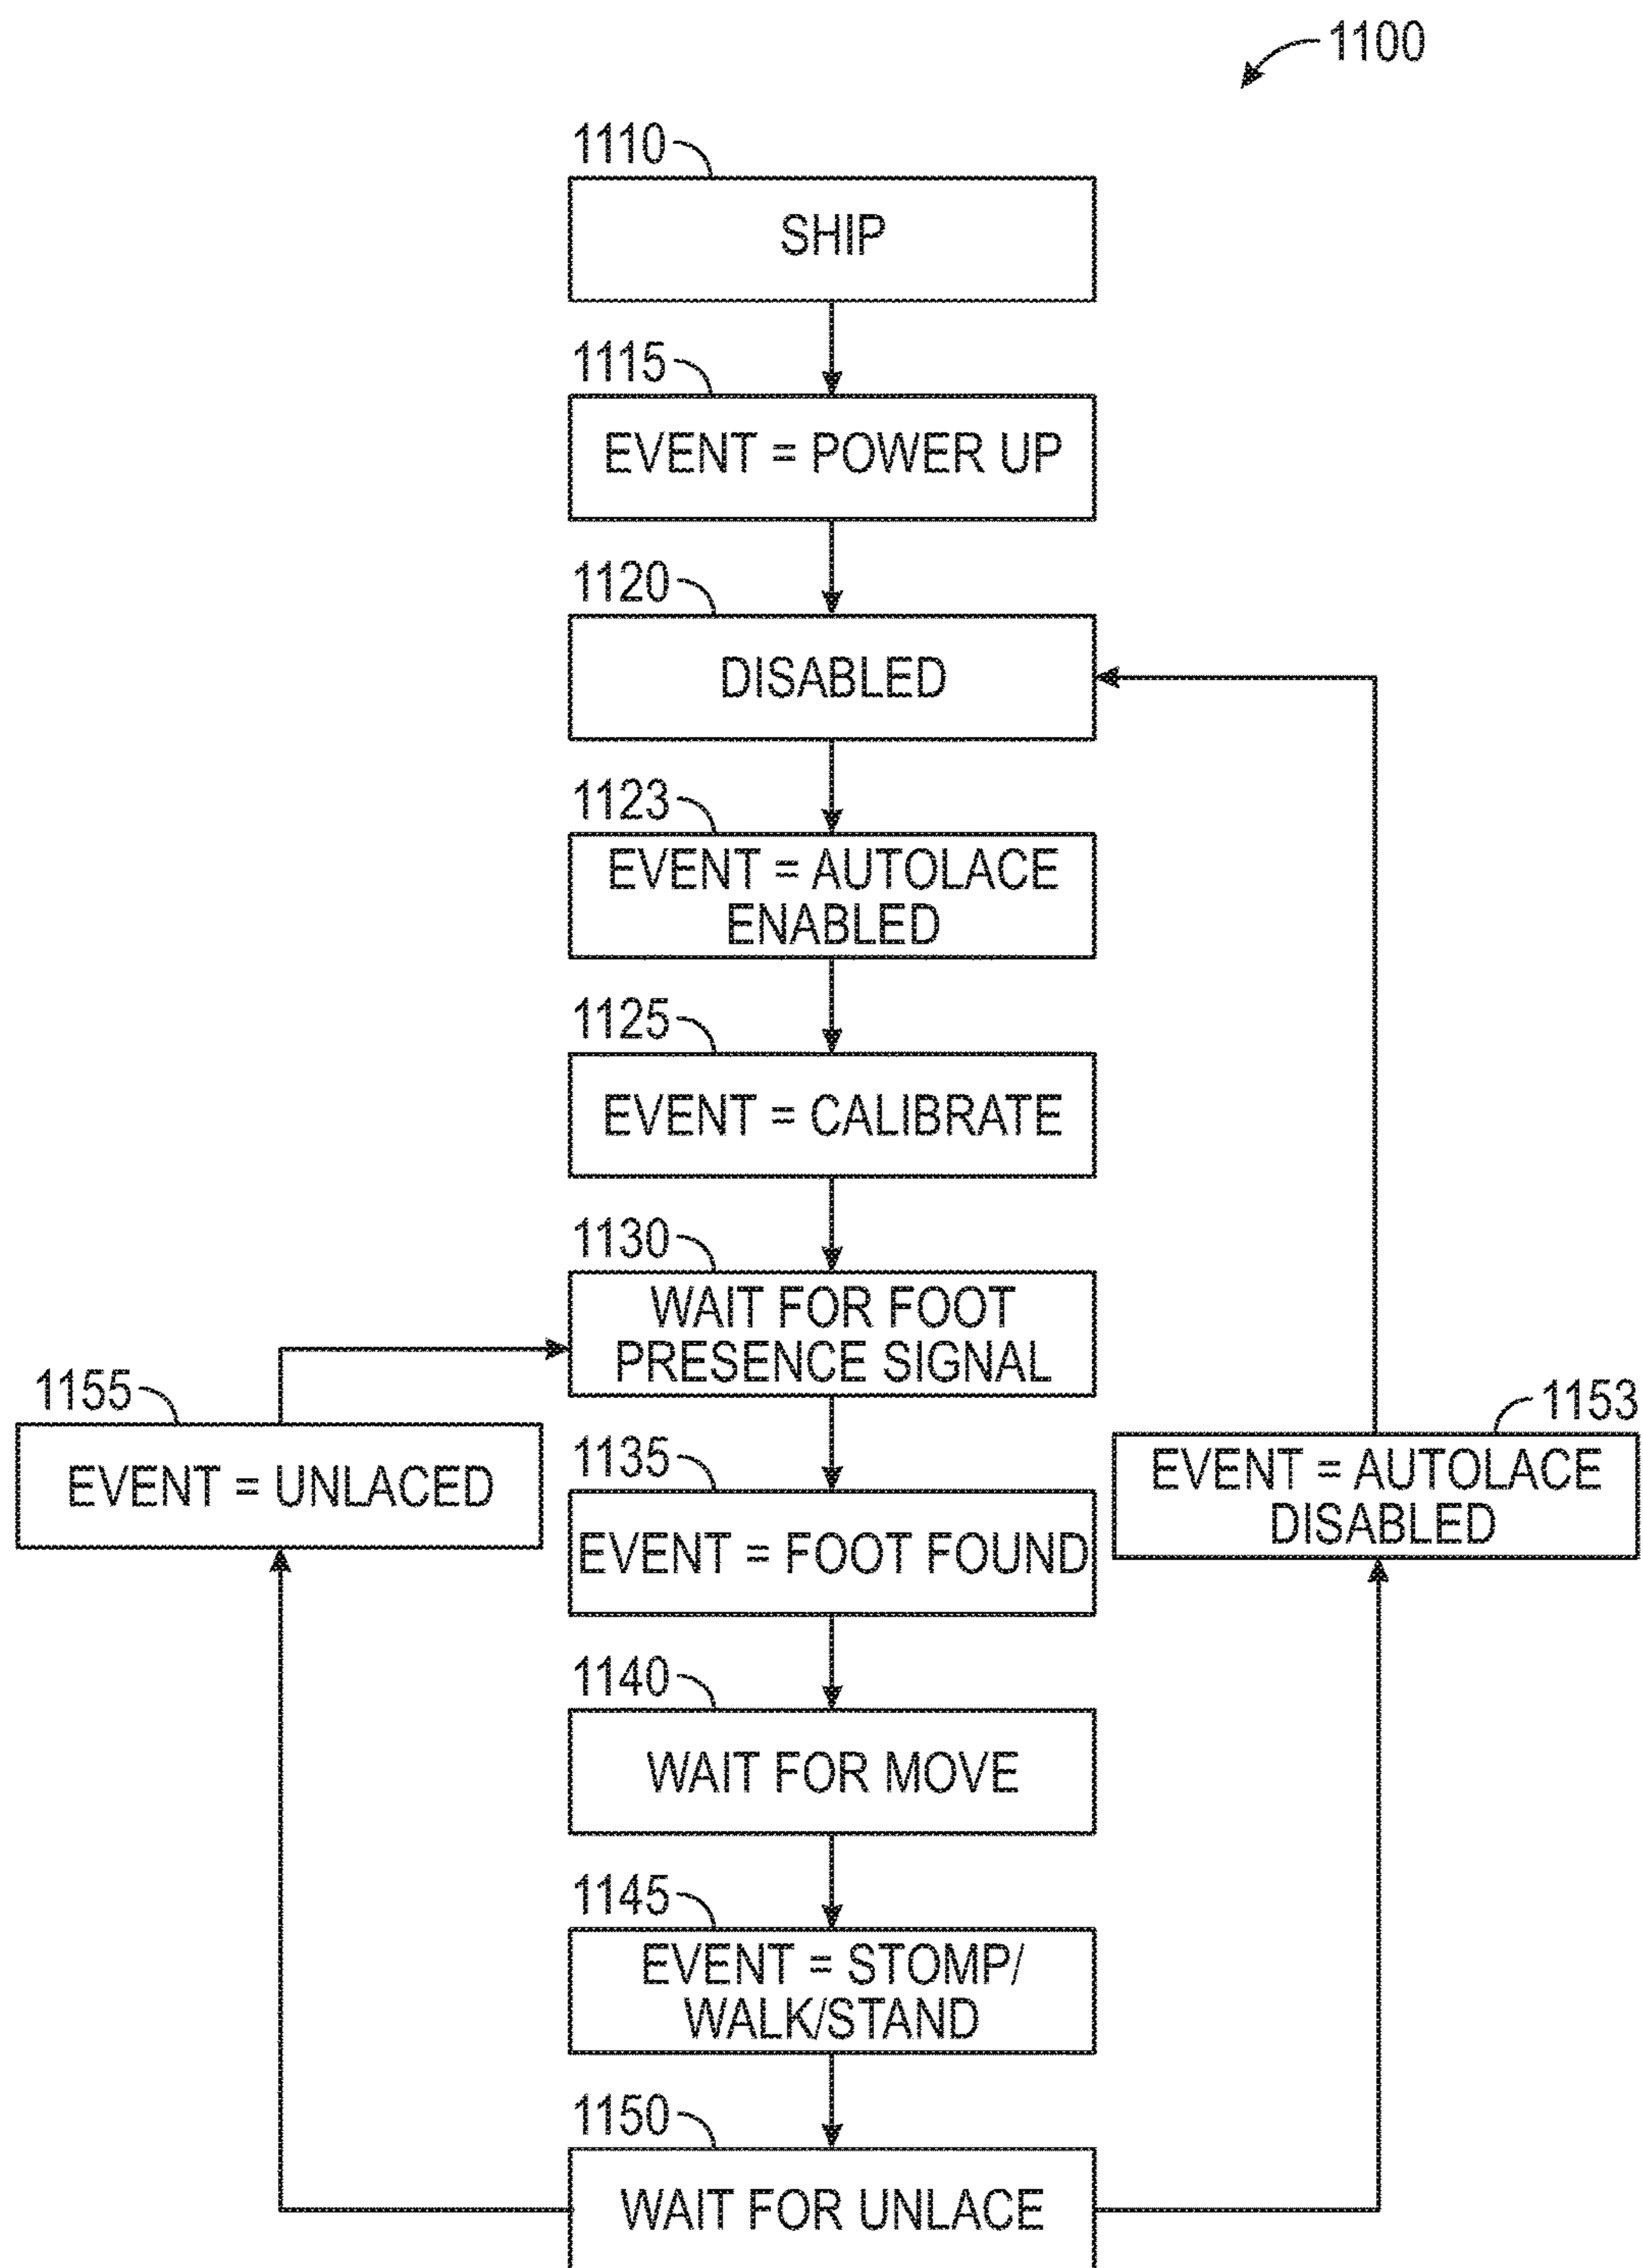 1100
1110
SHIP
1115
EVENT = POWER UP
1120
DISABLED
1123
EVENT = AUTOLACE
ENABLED
1125
EVENT = CALIBRATE
1130
WAIT FOR FOOT
PRESENCE SIGNAL
1155
EVENT = UNLACED
1153
EVENT = AUTOLACE
DISABLED
1135
EVENT = FOOT FOUND
1140
WAIT FOR MOVE
1145
EVENT = STOMP/
WALK/STAND
1150
WAIT FOR UNLACE